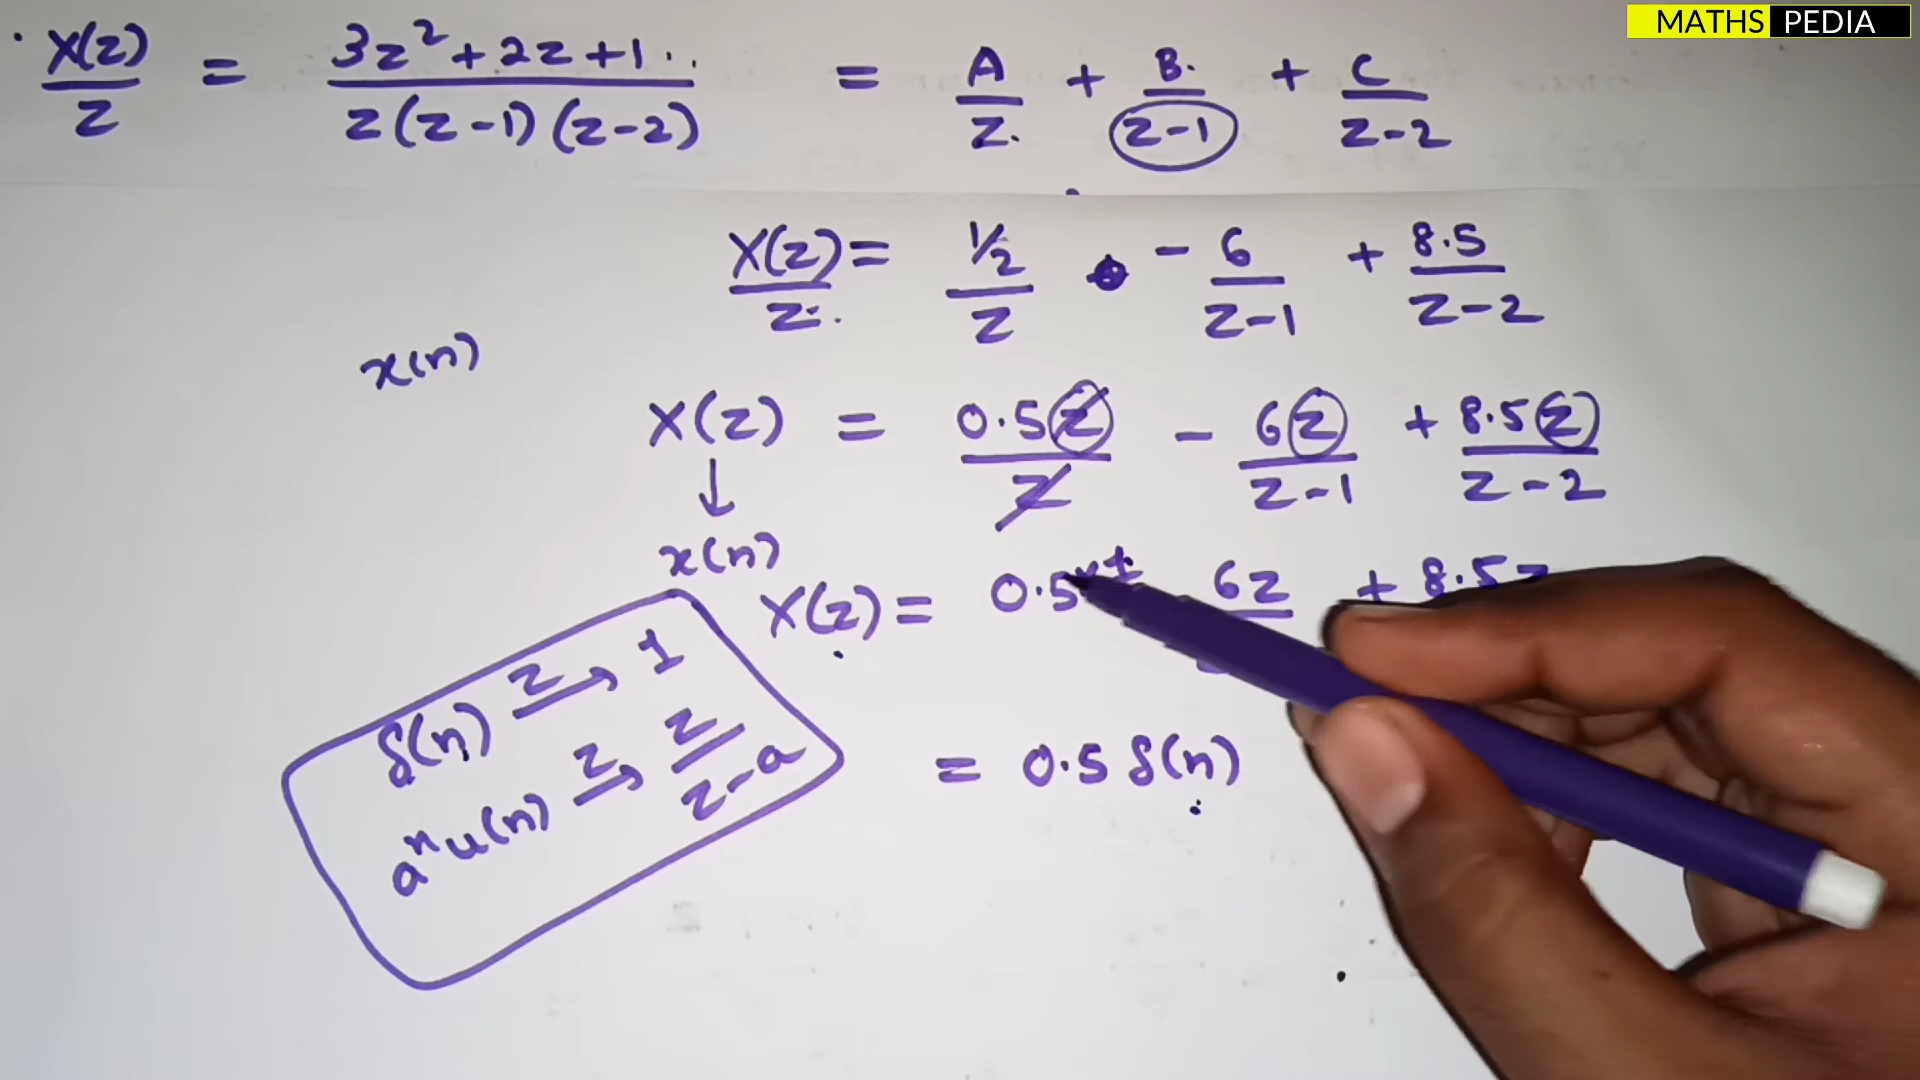 MATHS PEDIA
X(z)/z = 3z²+2z+1../z(z-1)(z-2) = A/z. + B./z-1 + C/z-2
X(z)/z = 1/2/z - 6/z-1 + 8.5/z-2
x(n)
X(z) = 0.5z/z - 6z/z-1 + 8.5z/z-2
↓
x(n)
X(z) = 0.5 6z + 8.5z
δ(n) z→ 1
aⁿu(n) z→ z/z-a
= 0.5 δ(n)